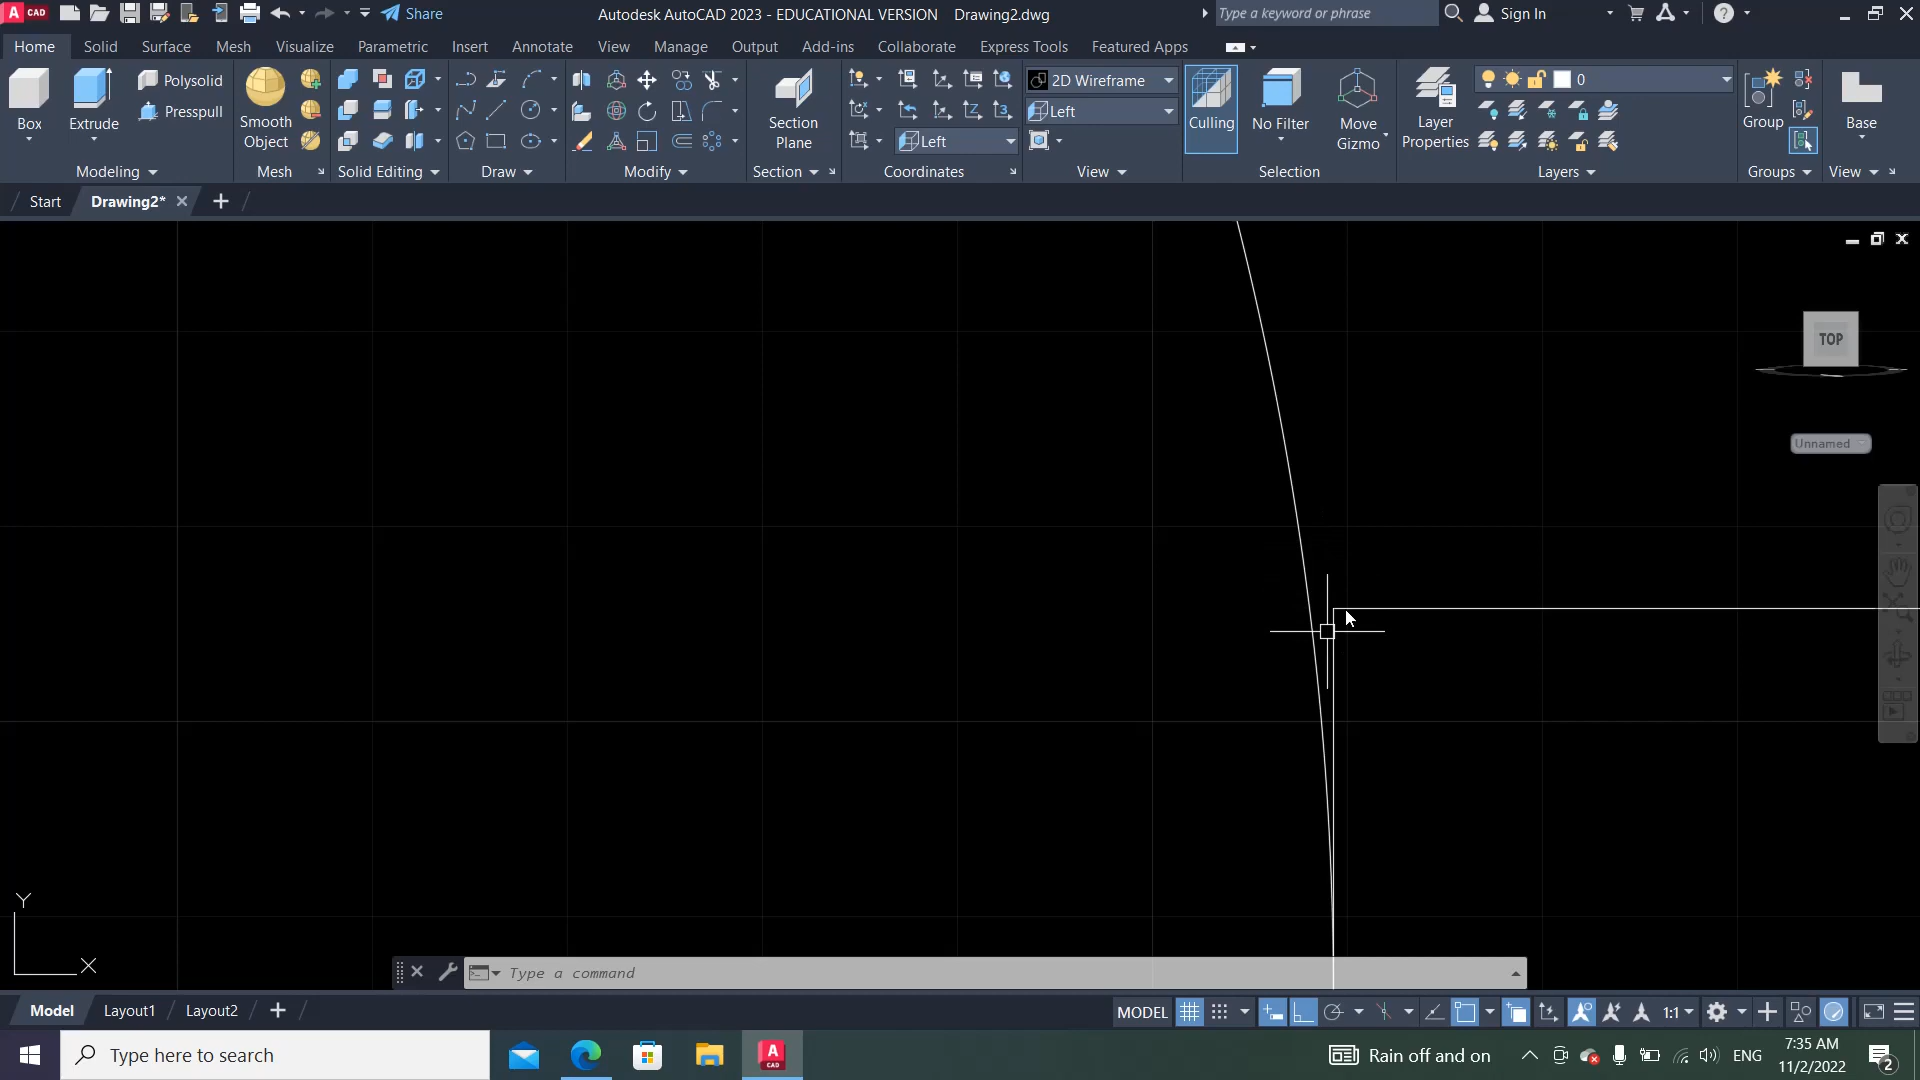 A CAD Share Autodesk AutoCAD 2023 - EDUCATIONAL VERSION Drawing2.dwg Type a keyword or phrase Sign In
Home Solid Surface Mesh Visualize Parametric Insert Annotate View Manage Output Add-ins Collaborate Express Tools Featured Apps
Box Extrude Polysolid Presspull Smooth Object Section Plane 2D Wireframe Left Left Culling No Filter Move Gizmo Layer Properties 0 Group Base
Modeling Mesh Solid Editing Draw Modify Section Coordinates View Selection Layers Groups View
Start Drawing2*
TOP
Unnamed
Y
X
Type a command
Model Layout1 Layout2 MODEL 1:1
Type here to search A CAD Rain off and on ENG 7:35 AM
11/2/2022 2